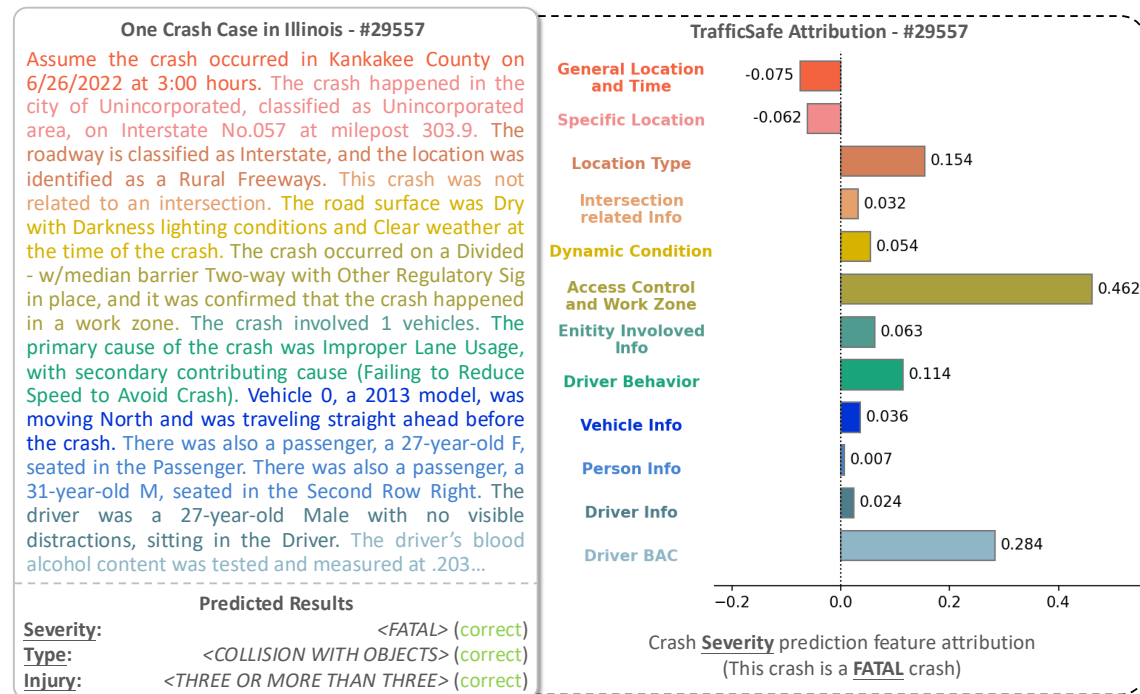 One Crash Case in Illinois - #29557
Assume the crash occurred in Kankakee County on
6/26/2022 at 3:00 hours. The crash happened in the
city of Unincorporated, classified as Unincorporated
area, on Interstate No.057 at milepost 303.9. The
roadway is classified as Interstate, and the location was
identified as a Rural Freeways. This crash was not
related to an intersection. The road surface was Dry
with Darkness lighting conditions and Clear weather at
the time of the crash. The crash occurred on a Divided
- w/median barrier Two-way with Other Regulatory Sig
in place, and it was confirmed that the crash happened
in a work zone. The crash involved 1 vehicles. The
primary cause of the crash was Improper Lane Usage,
with secondary contributing cause (Failing to Reduce
Speed to Avoid Crash). Vehicle 0, a 2013 model, was
moving North and was traveling straight ahead before
the crash. There was also a passenger, a 27-year-old F,
seated in the Passenger. There was also a passenger, a
31-year-old M, seated in the Second Row Right. The
driver was a 27-year-old Male with no visible
distractions, sitting in the Driver. The driver's blood
alcohol content was tested and measured at .203...
Predicted Results
Severity: <FATAL> (correct)
Type: <COLLISION WITH OBJECTS> (correct)
Injury: <THREE OR MORE THAN THREE> (correct)
TrafficSafe Attribution - #29557
General Location
and Time
-0.075
Specific Location
-0.062
Location Type
0.154
Intersection
related Info
0.032
Dynamic Condition
0.054
Access Control
and Work Zone
0.462
Enitity Involoved
Info
0.063
Driver Behavior
0.114
Vehicle Info
0.036
Person Info
0.007
Driver Info
0.024
Driver BAC
0.284
−0.2 0.0 0.2 0.4
Crash Severity prediction feature attribution
(This crash is a FATAL crash)